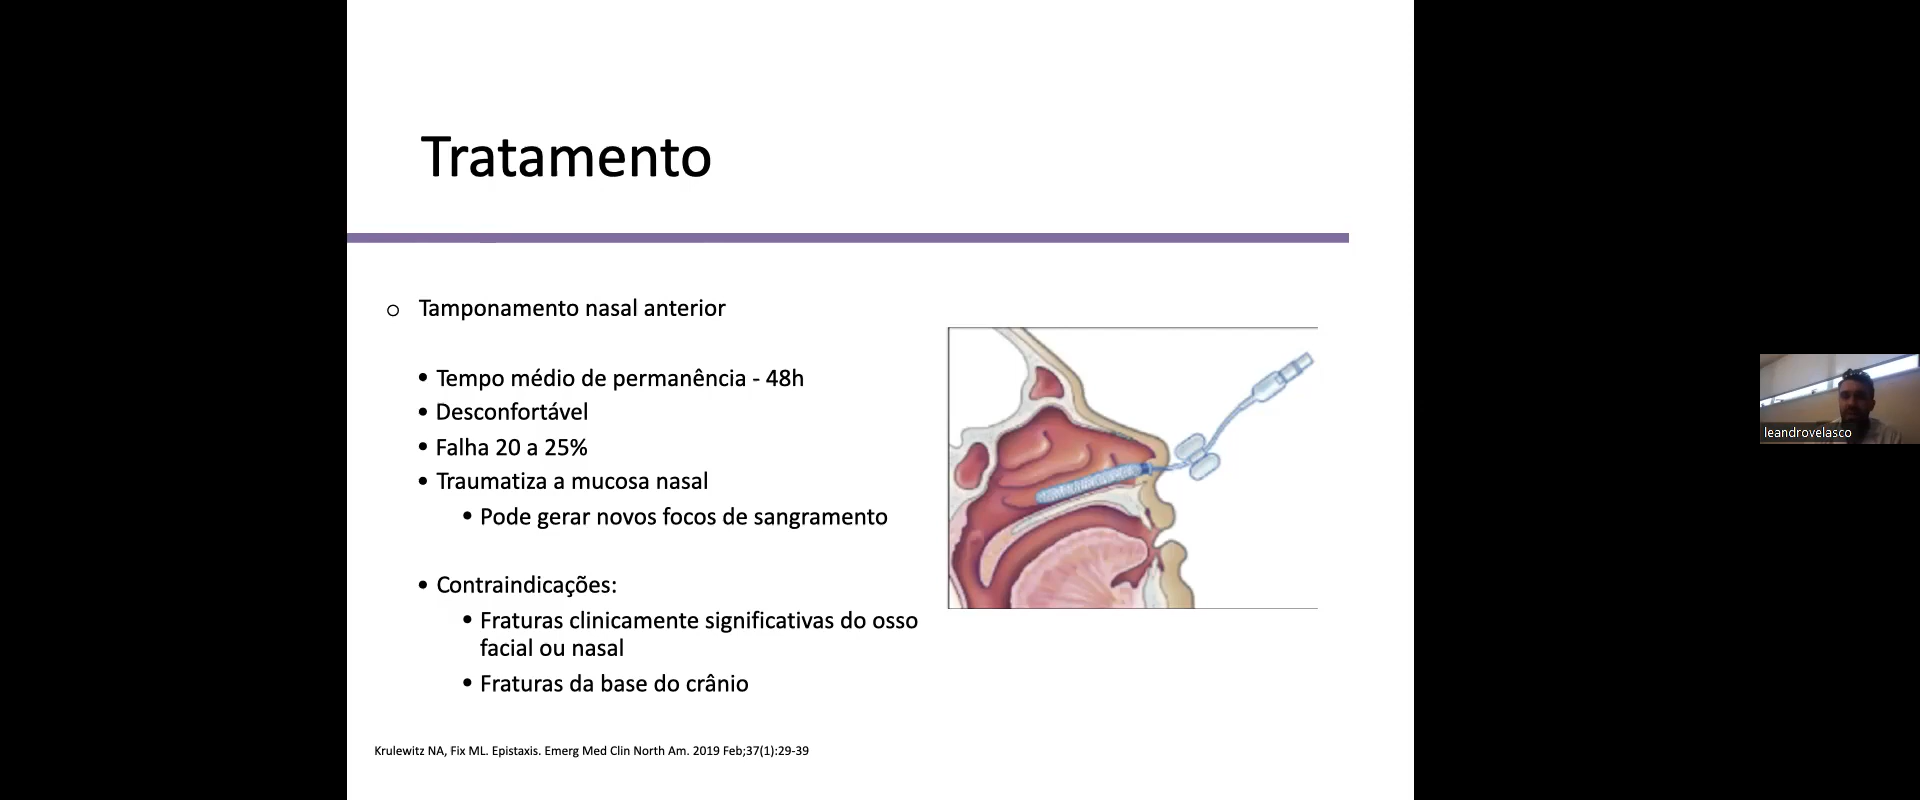 Tratamento
o Tamponamento nasal anterior
• Tempo médio de permanência - 48h
• Desconfortável
• Falha 20 a 25%
• Traumatiza a mucosa nasal
• Pode gerar novos focos de sangramento
• Contraindicações:
• Fraturas clinicamente significativas do osso
facial ou nasal
• Fraturas da base do crânio
Krulewitz NA, Fix ML. Epistaxis. Emerg Med Clin North Am. 2019 Feb;37(1):29-39
leandrovelasco